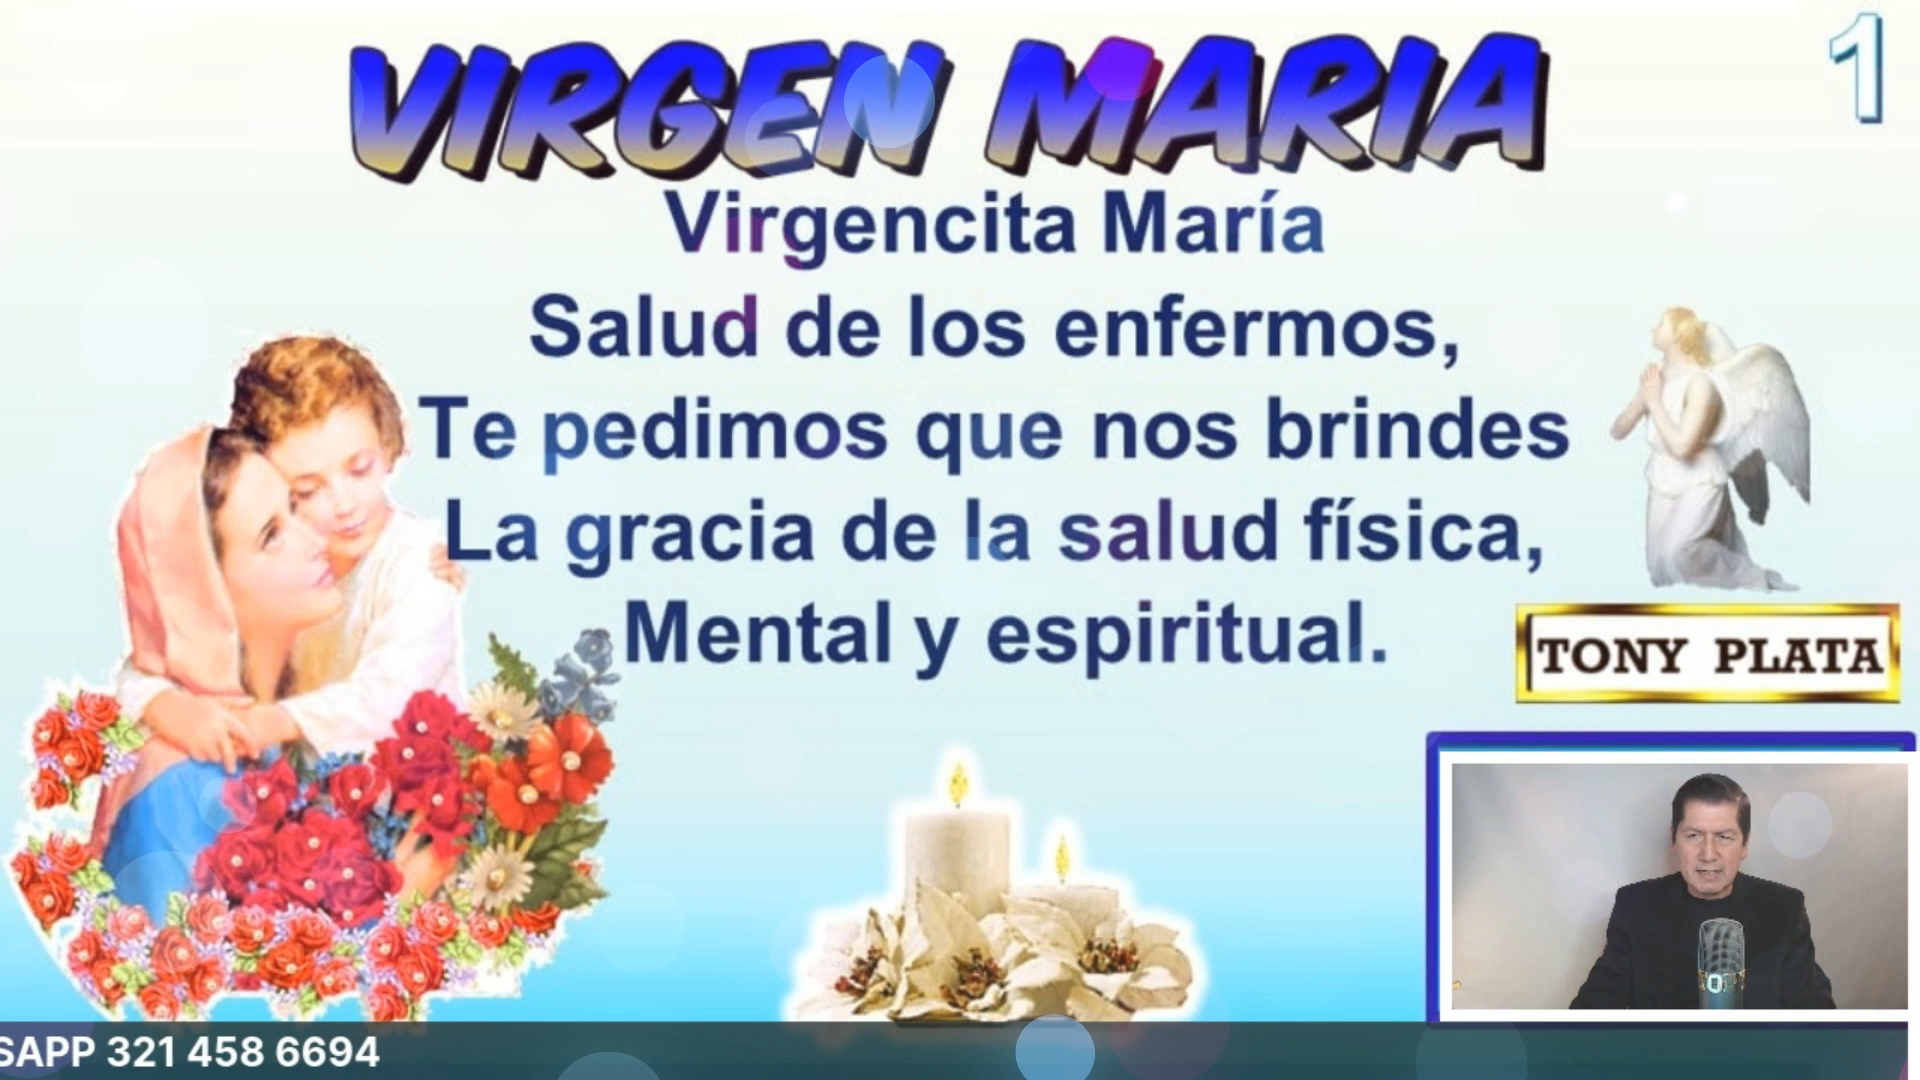 VIRGEN MARIA
1
Virgencita María
Salud de los enfermos,
Te pedimos que nos brindes
La gracia de la salud física,
Mental y espiritual.
TONY PLATA
SAPP 321 458 6694